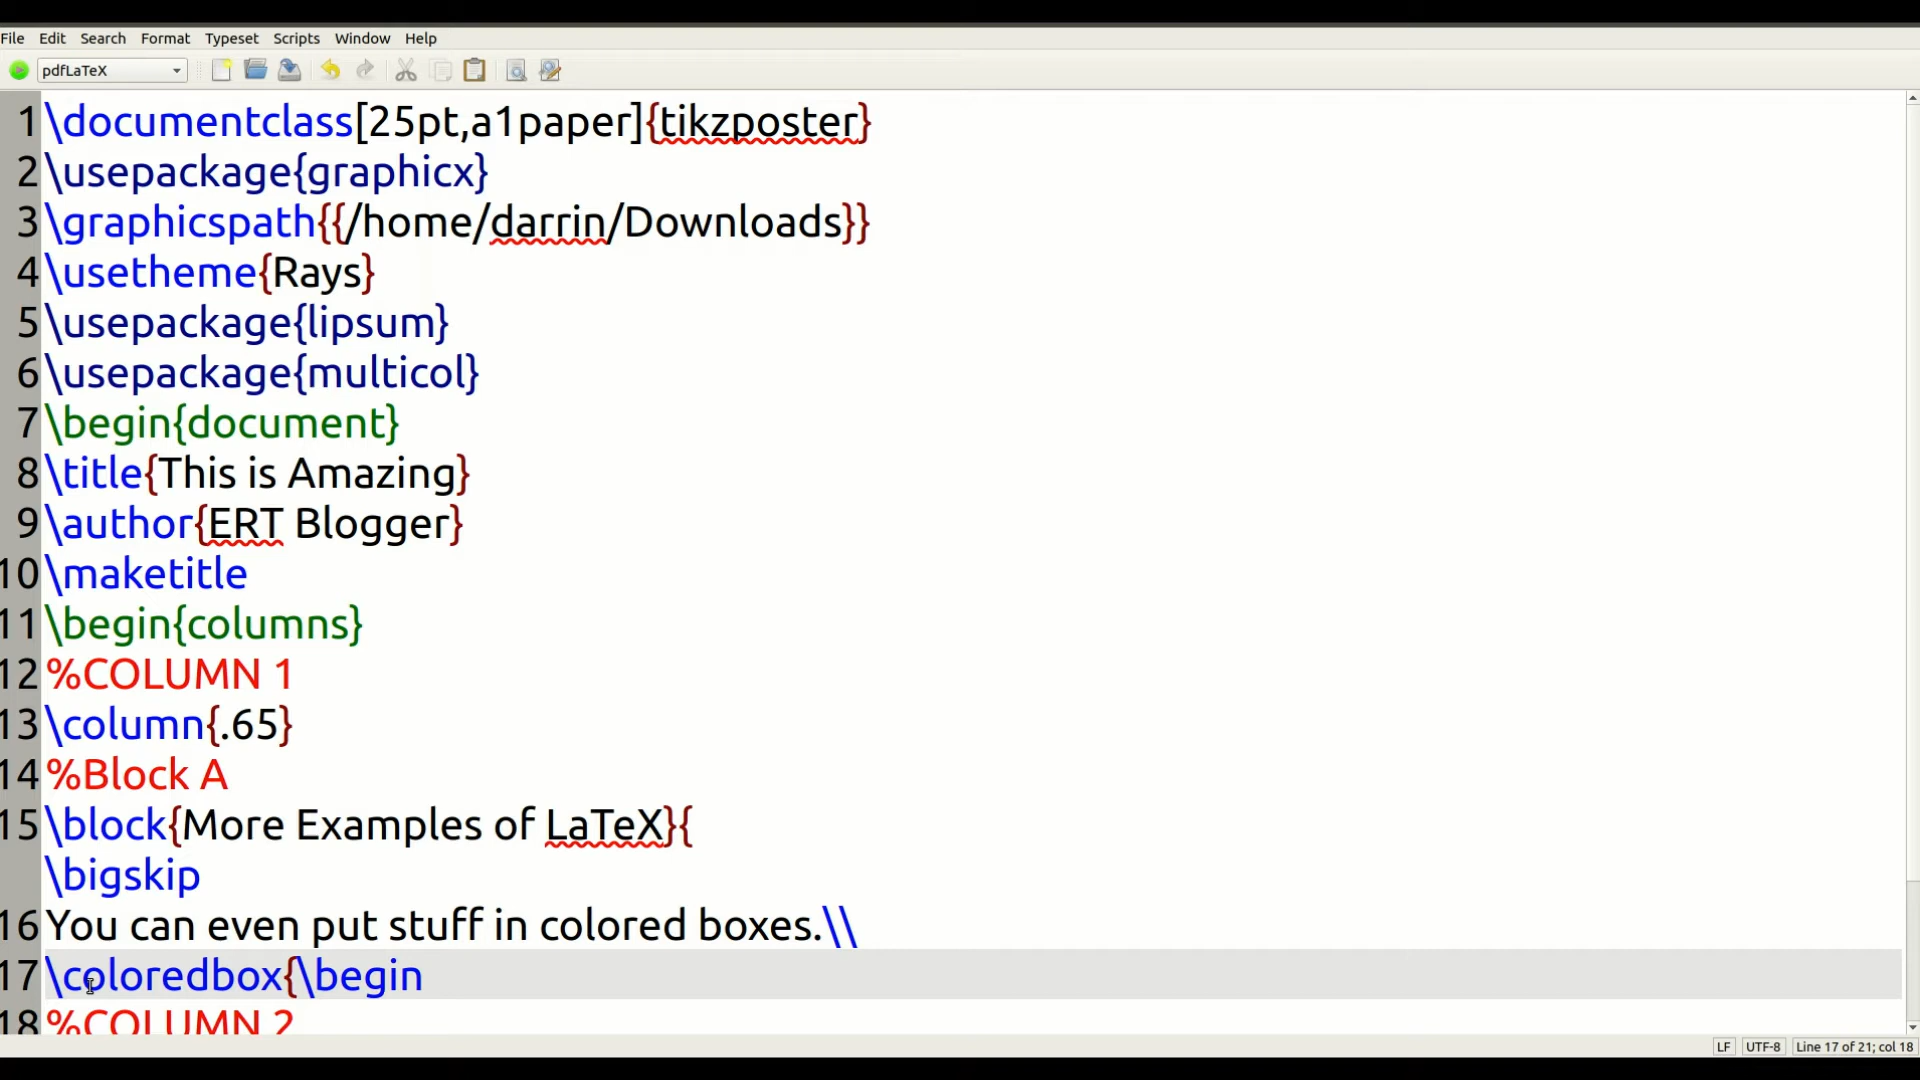 File Edit Search Format Typeset Scripts Window Help
pdfLaTeX
1 \documentclass[25pt,a1paper]{tikzposter}
2 \usepackage{graphicx}
3 \graphicspath{{/home/darrin/Downloads}}
4 \usetheme{Rays}
5 \usepackage{lipsum}
6 \usepackage{multicol}
7 \begin{document}
8 \title{This is Amazing}
9 \author{ERT Blogger}
10 \maketitle
11 \begin{columns}
12 %COLUMN 1
13 \column{.65}
14 %Block A
15 \block{More Examples of LaTeX}{
\bigskip
16 You can even put stuff in colored boxes.\\
17 \coloredbox{\begin
18 %COLUMN 2
LF UTF-8 Line 17 of 21; col 18